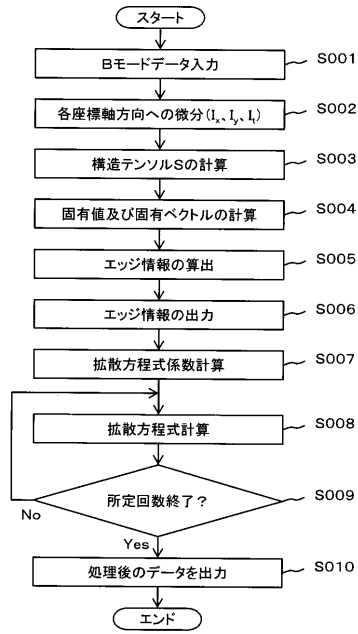 スタート
Bモードデータ入力 S001
各座標軸方向への微分(Ix、Iy、It) S002
構造テンソルSの計算 S003
固有値及び固有ベクトルの計算 S004
エッジ情報の算出 S005
エッジ情報の出力 S006
拡散方程式係数計算 S007
拡散方程式計算 S008
所定回数終了? S009
No
Yes
処理後のデータを出力 S010
エンド